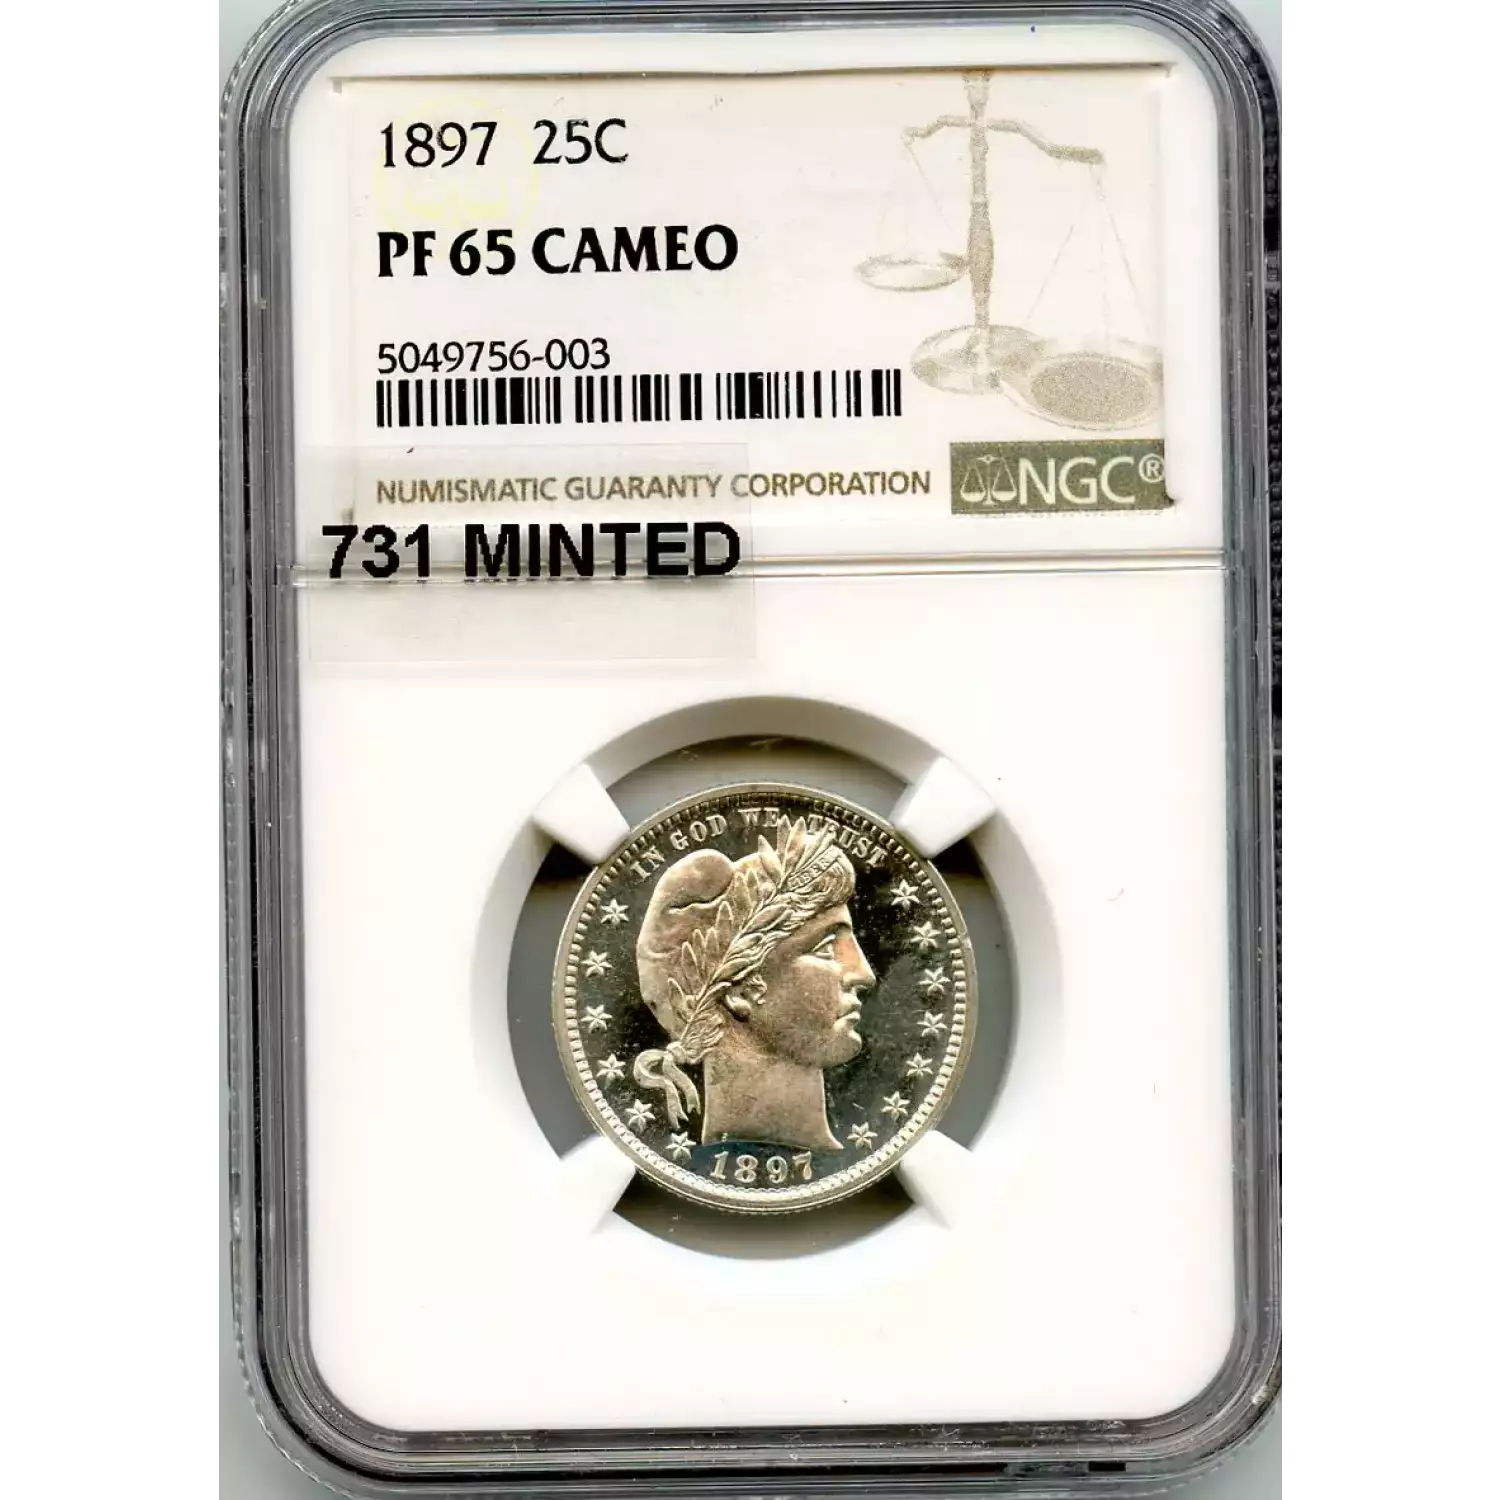 1897 25C
PF 65 CAMEO
5049756-003
NUMISMATIC GUARANTY CORPORATION
NGC®
731 MINTED
IN GOD WE TRUST
1897